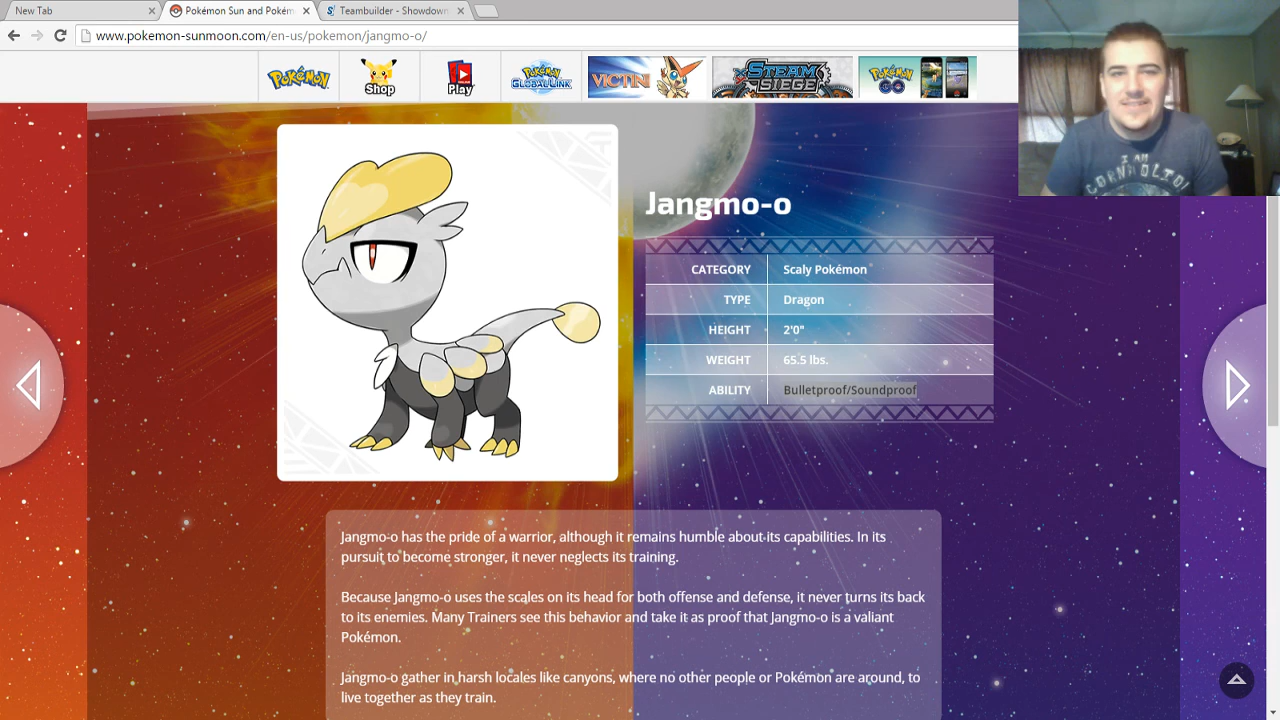 New Tab
Pokémon Sun and Pokém
Teambuilder - Showdown
www.pokemon-sunmoon.com/en-us/pokemon/jangmo-o/
Pokémon
Shop
Play
Pokémon
GLOBAL LINK
VICTINI
STEAM
SIEGE
Pokémon
GO
I AM
CORNHOLIO!
Jangmo-o
CATEGORY Scaly Pokémon
TYPE Dragon
HEIGHT 2'0"
WEIGHT 65.5 lbs.
ABILITY Bulletproof/Soundproof
Jangmo-o has the pride of a warrior, although it remains humble about its capabilities. In its
pursuit to become stronger, it never neglects its training.
Because Jangmo-o uses the scales on its head for both offense and defense, it never turns its back
to its enemies. Many Trainers see this behavior and take it as proof that Jangmo-o is a valiant
Pokémon.
Jangmo-o gather in harsh locales like canyons, where no other people or Pokémon are around, to
live together as they train.